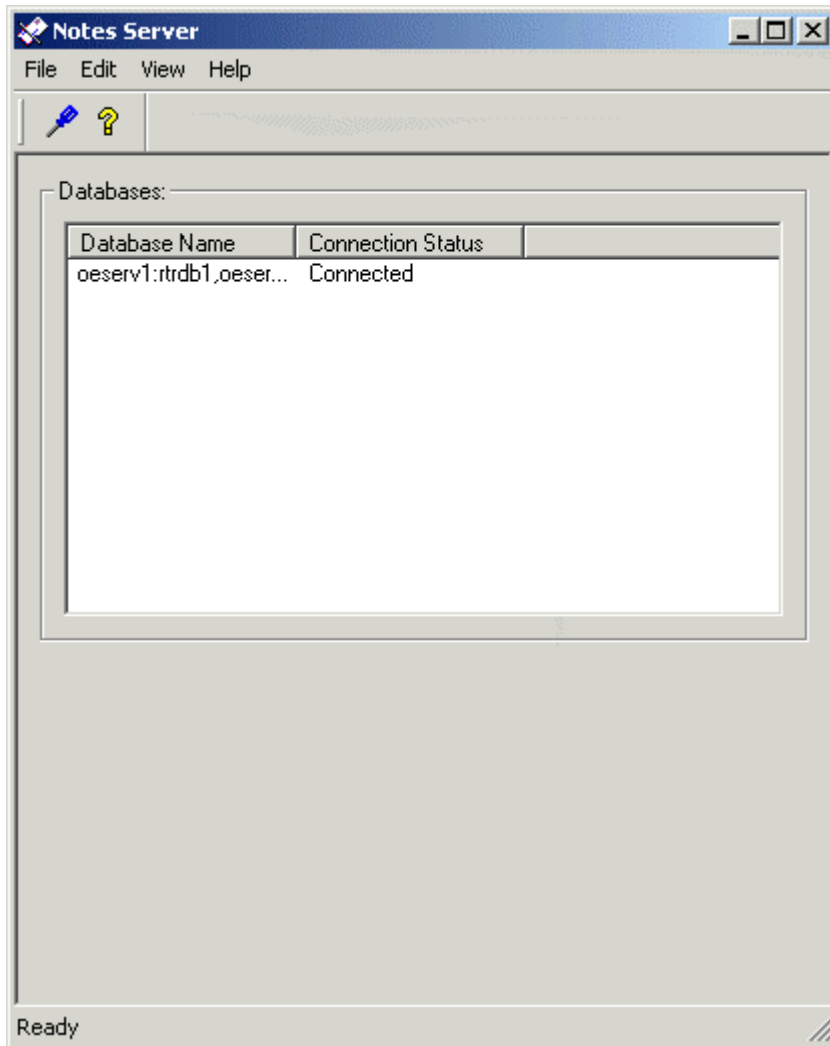 Notes Server
File Edit View Help
Databases:
Database Name Connection Status
oeserv1:rtrdb1,oeser... Connected
Ready